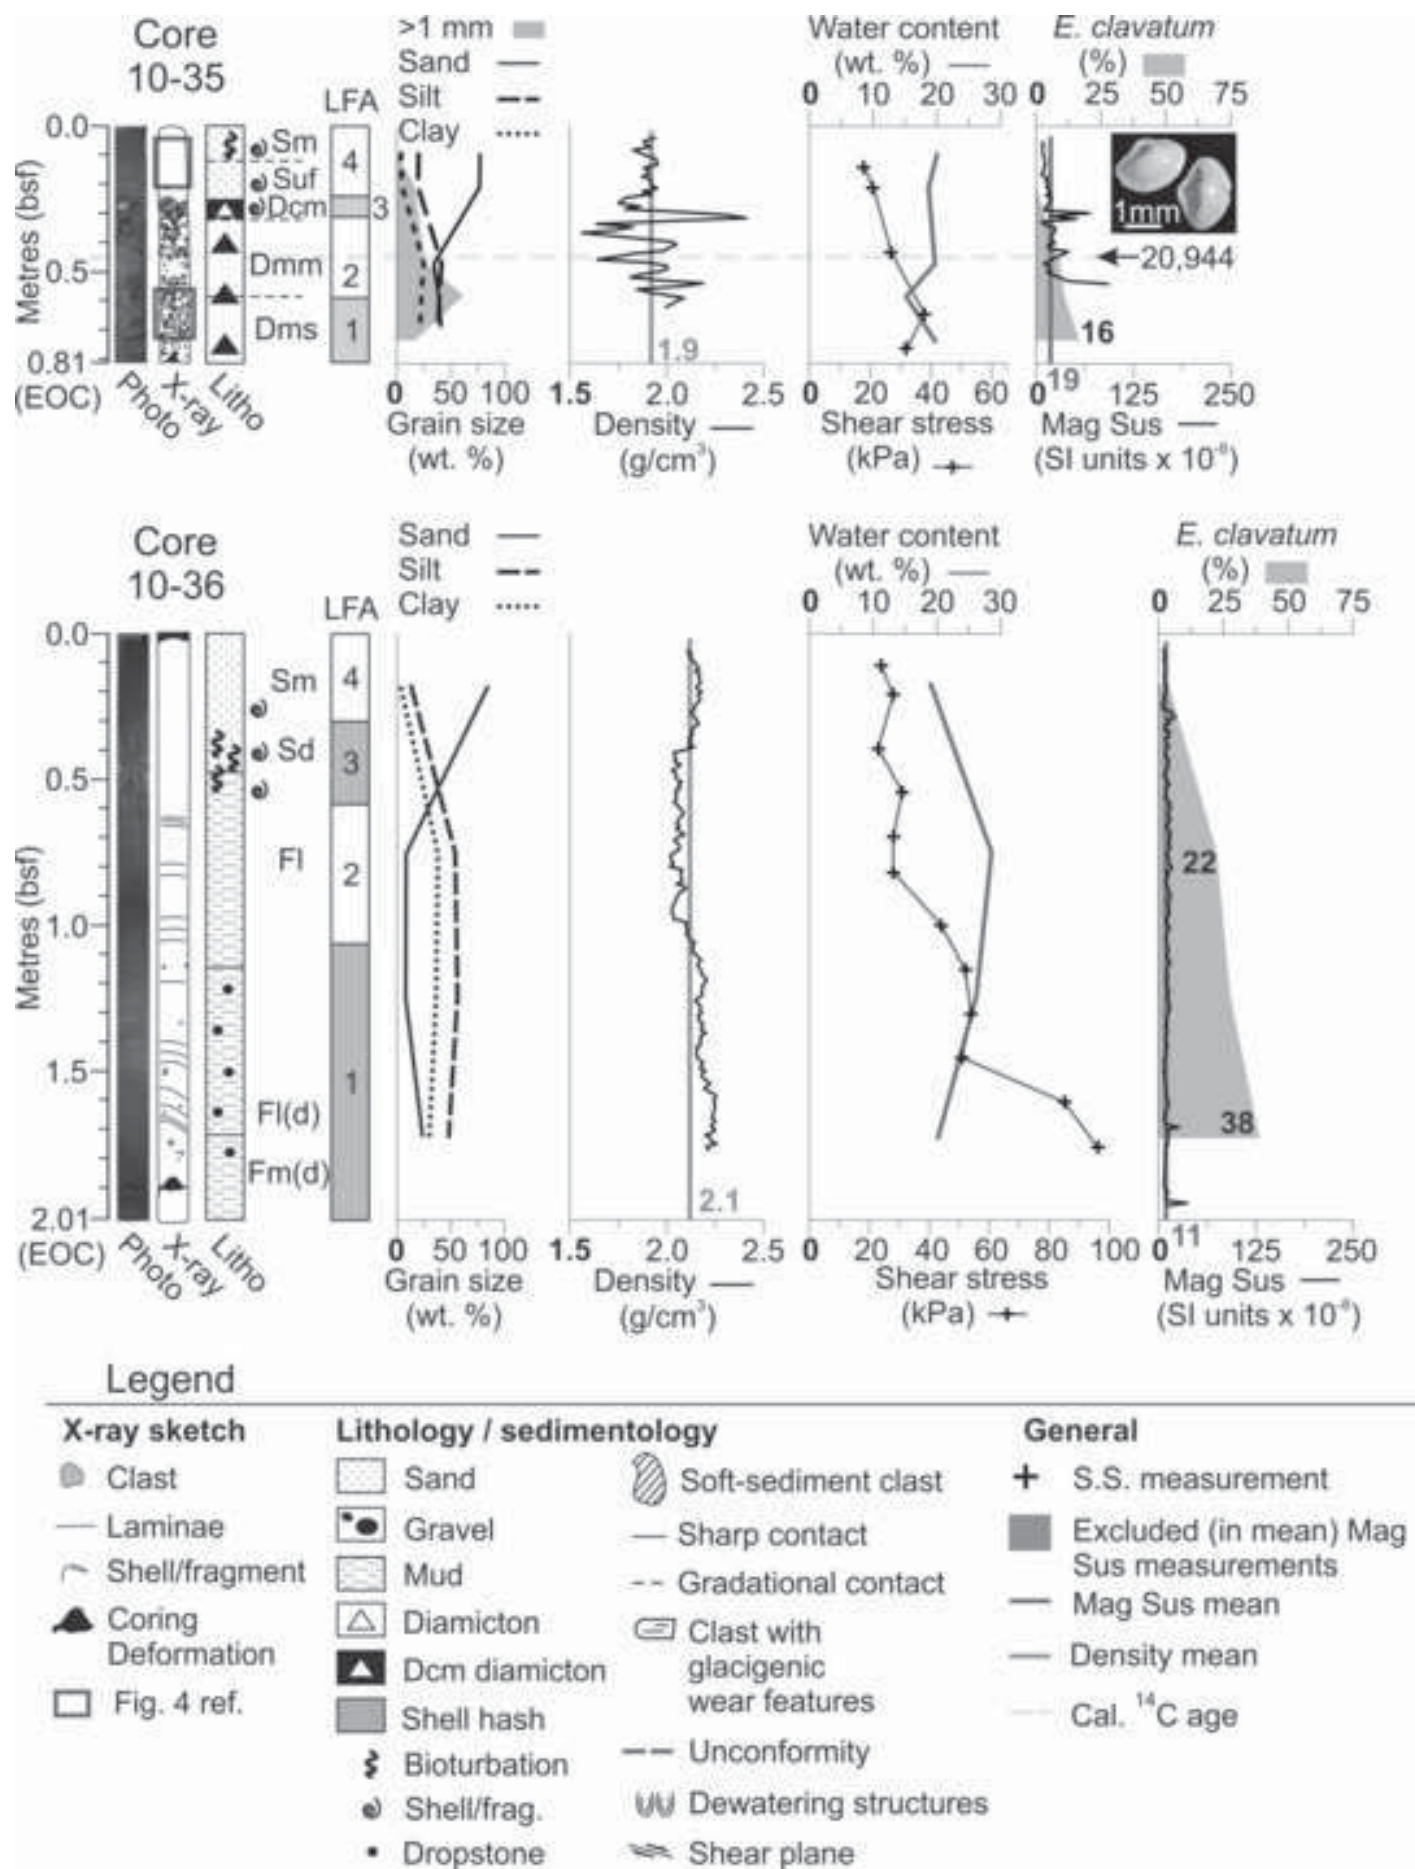 Core
10-35
>1 mm
Sand
Silt
Clay
LFA
Water content
(wt. %)
0 10 20 30
E. clavatum
(%)
0 25 50 75
Metres (bsf)
0.0
0.5
0.81
(EOC)
Photo
X-ray
Litho
Sm
Suf
Dcm
Dmm
Dms
4
3
2
1
0 50 100
Grain size
(wt. %)
1.9
1.5 2.0 2.5
Density
(g/cm³)
0 20 40 60
Shear stress
(kPa)
1mm
20,944
16
19
0 125 250
Mag Sus
(SI units x 10⁻⁸)
Core
10-36
Sand
Silt
Clay
LFA
Water content
(wt. %)
0 10 20 30
E. clavatum
(%)
0 25 50 75
Metres (bsf)
0.0
0.5
1.0
1.5
2.01
(EOC)
Photo
X-ray
Litho
Sm
Sd
Fl
Fl(d)
Fm(d)
4
3
2
1
0 50 100
Grain size
(wt. %)
2.1
1.5 2.0 2.5
Density
(g/cm³)
0 20 40 60 80 100
Shear stress
(kPa)
22
38
11
0 125 250
Mag Sus
(SI units x 10⁻⁸)
Legend
X-ray sketch
Clast
Laminae
Shell/fragment
Coring
Deformation
Fig. 4 ref.
Lithology / sedimentology
Sand
Gravel
Mud
Diamicton
Dcm diamicton
Shell hash
Bioturbation
Shell/frag.
Dropstone
Soft-sediment clast
Sharp contact
Gradational contact
Clast with
glacigenic
wear features
Unconformity
Dewatering structures
Shear plane
General
S.S. measurement
Excluded (in mean) Mag
Sus measurements
Mag Sus mean
Density mean
Cal. ¹⁴C age